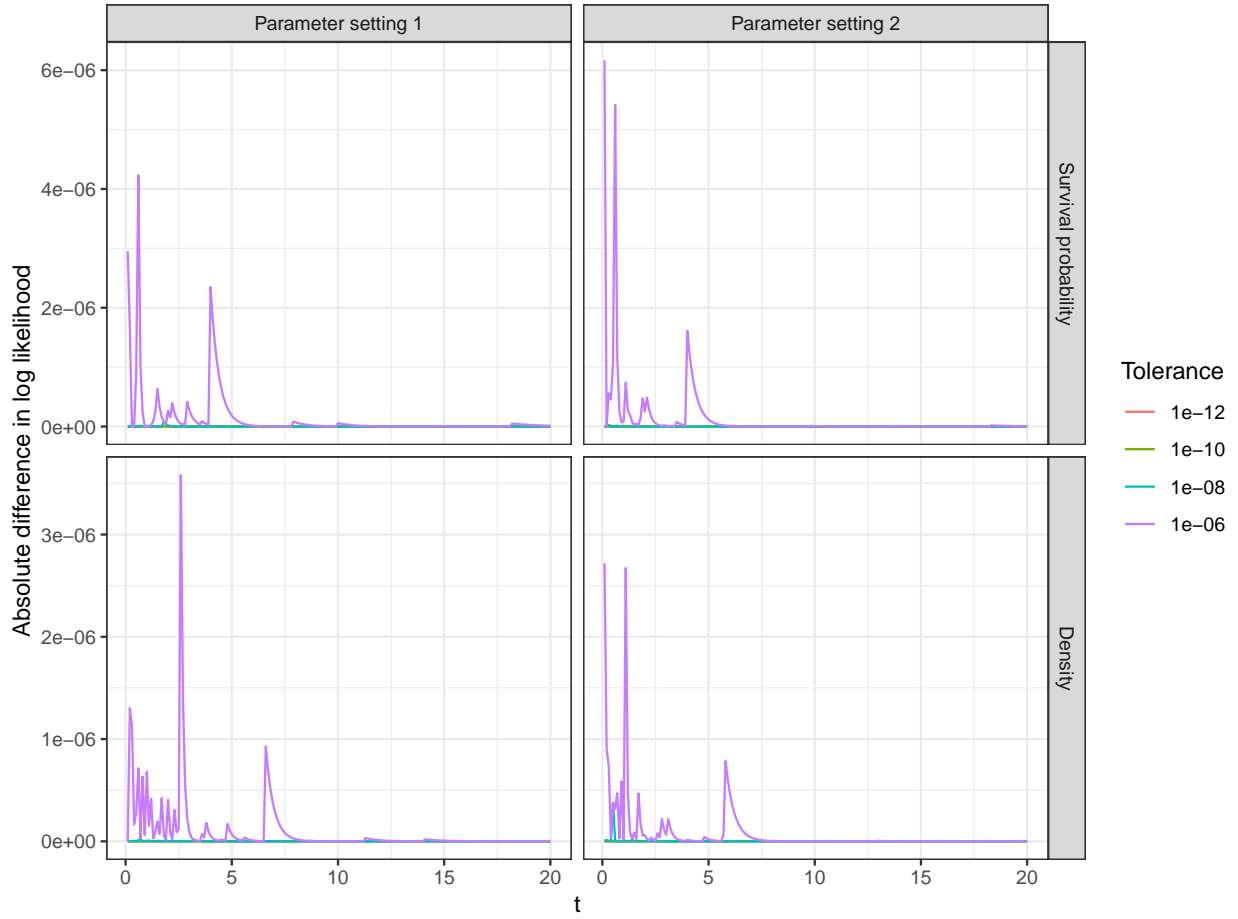 Parameter setting 1
Parameter setting 2
6e−06
4e−06
2e−06
0e+00
Survival probability
3e−06
2e−06
1e−06
0e+00
Density
0
5
10
15
20
0
5
10
15
20
t
Absolute difference in log likelihood
Tolerance
1e−12
1e−10
1e−08
1e−06